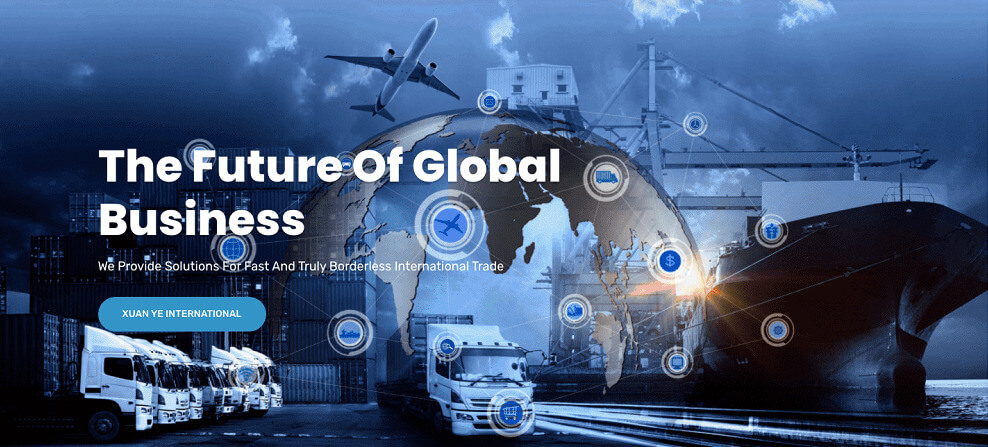 The Future Of Global
Business
We Provide Solutions For Fast And Truly Borderless International Trade
XUAN YE INTERNATIONAL